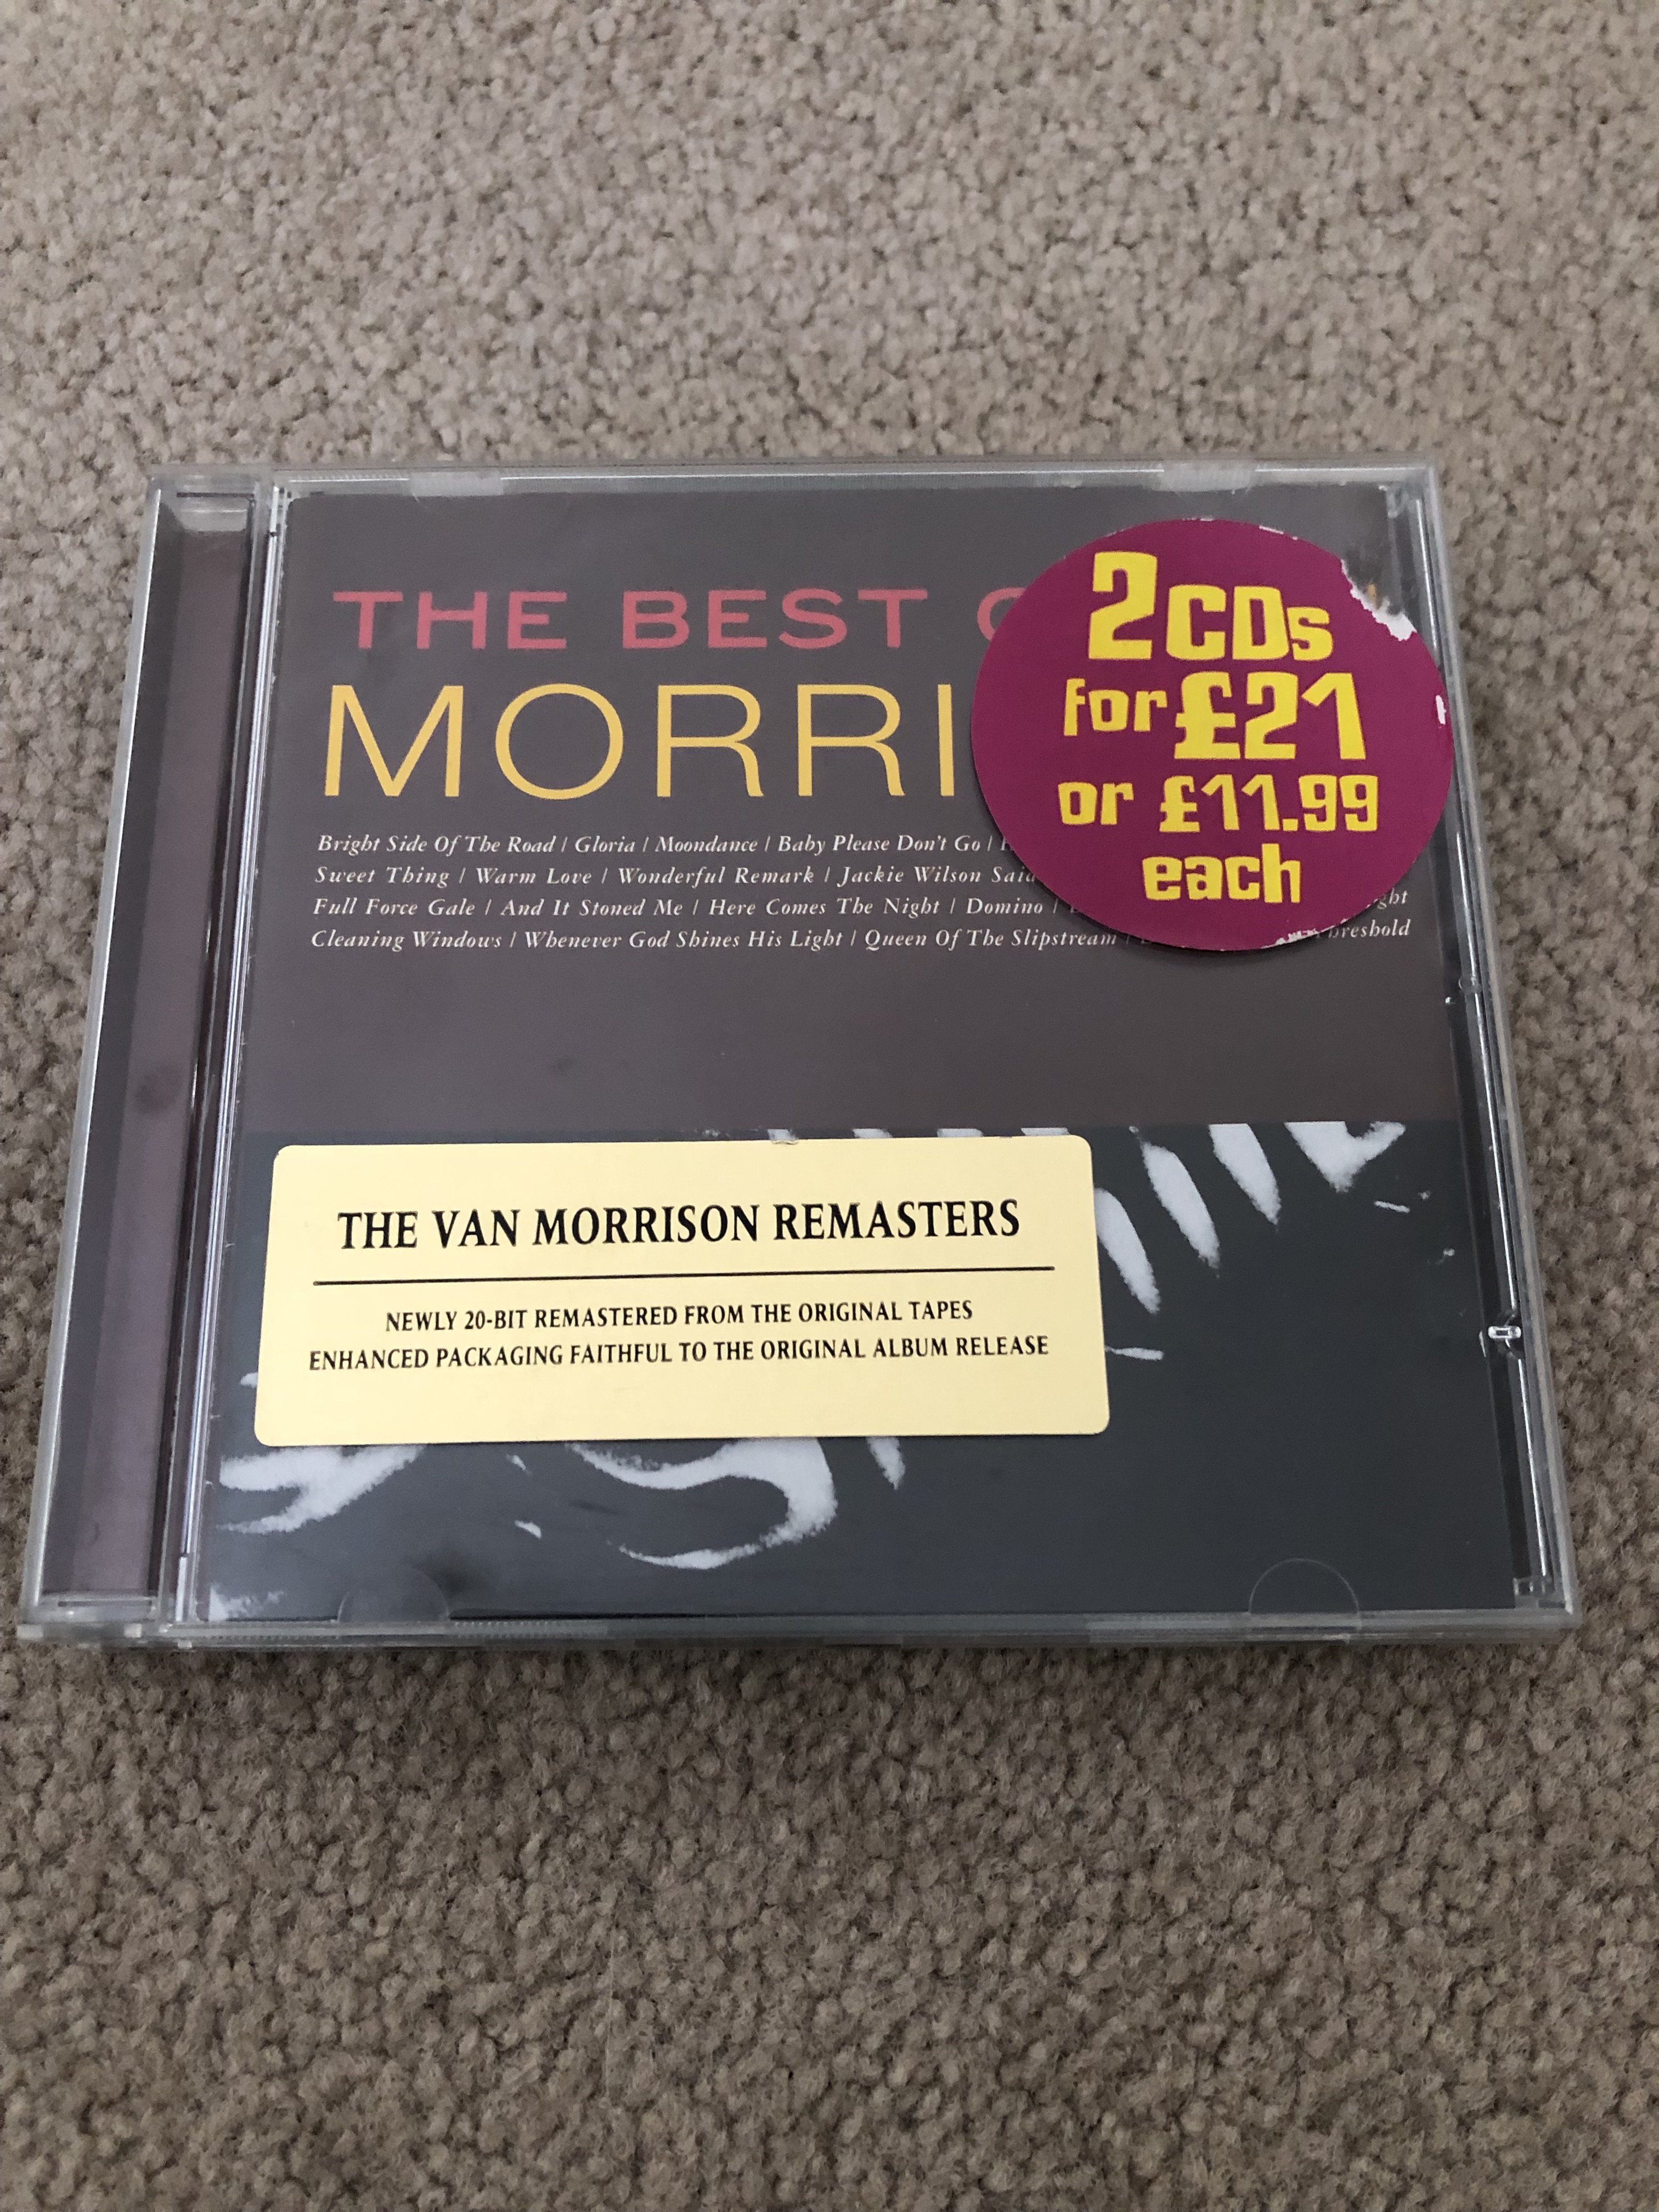 THE BEST
MORRI
Bright Side Of The Road / Gloria / Moondance / Baby Please Don't Go /
Sweet Thing / Warm Love / Wonderful Remark / Jackie Wilson Said
Full Force Gale / And It Stoned Me / Here Comes The Night / Domino /
Cleaning Windows / Whenever God Shines His Light / Queen Of The Slipstream /
2CDs
for £21
or £11.99
each
THE VAN MORRISON REMASTERS
NEWLY 20-BIT REMASTERED FROM THE ORIGINAL TAPES
ENHANCED PACKAGING FAITHFUL TO THE ORIGINAL ALBUM RELEASE